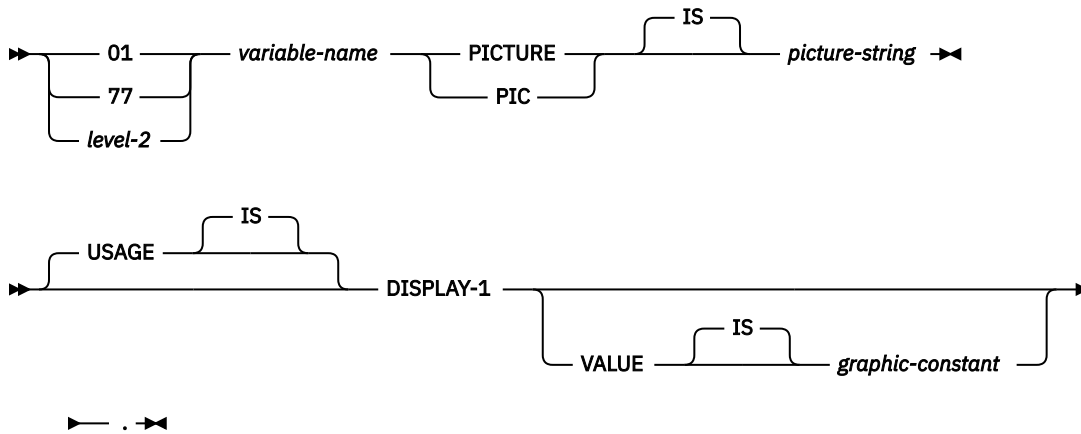 IS
01 variable-name PICTURE picture-string
77 PIC
level-2
IS
USAGE
DISPLAY-1
IS
VALUE graphic-constant
.